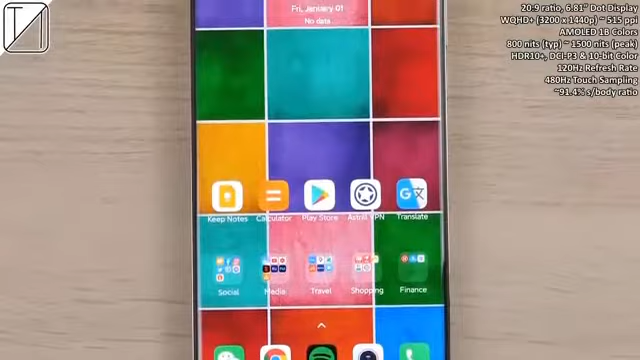 Fri, January 01
No data
20:9 ratio, 6.81" Dot Display
WQHD+ (3200 x 1440p) ~ 515 ppi
AMOLED 1B Colors
800 nits (typ) ~ 1500 nits (peak)
HDR10+, DCI-P3 & 10-bit Color
120Hz Refresh Rate
480Hz Touch Sampling
~91.4% s/body ratio
Keep Notes Calculator Play Store Astrill VPN Translate
Social Media Travel Shopping Finance